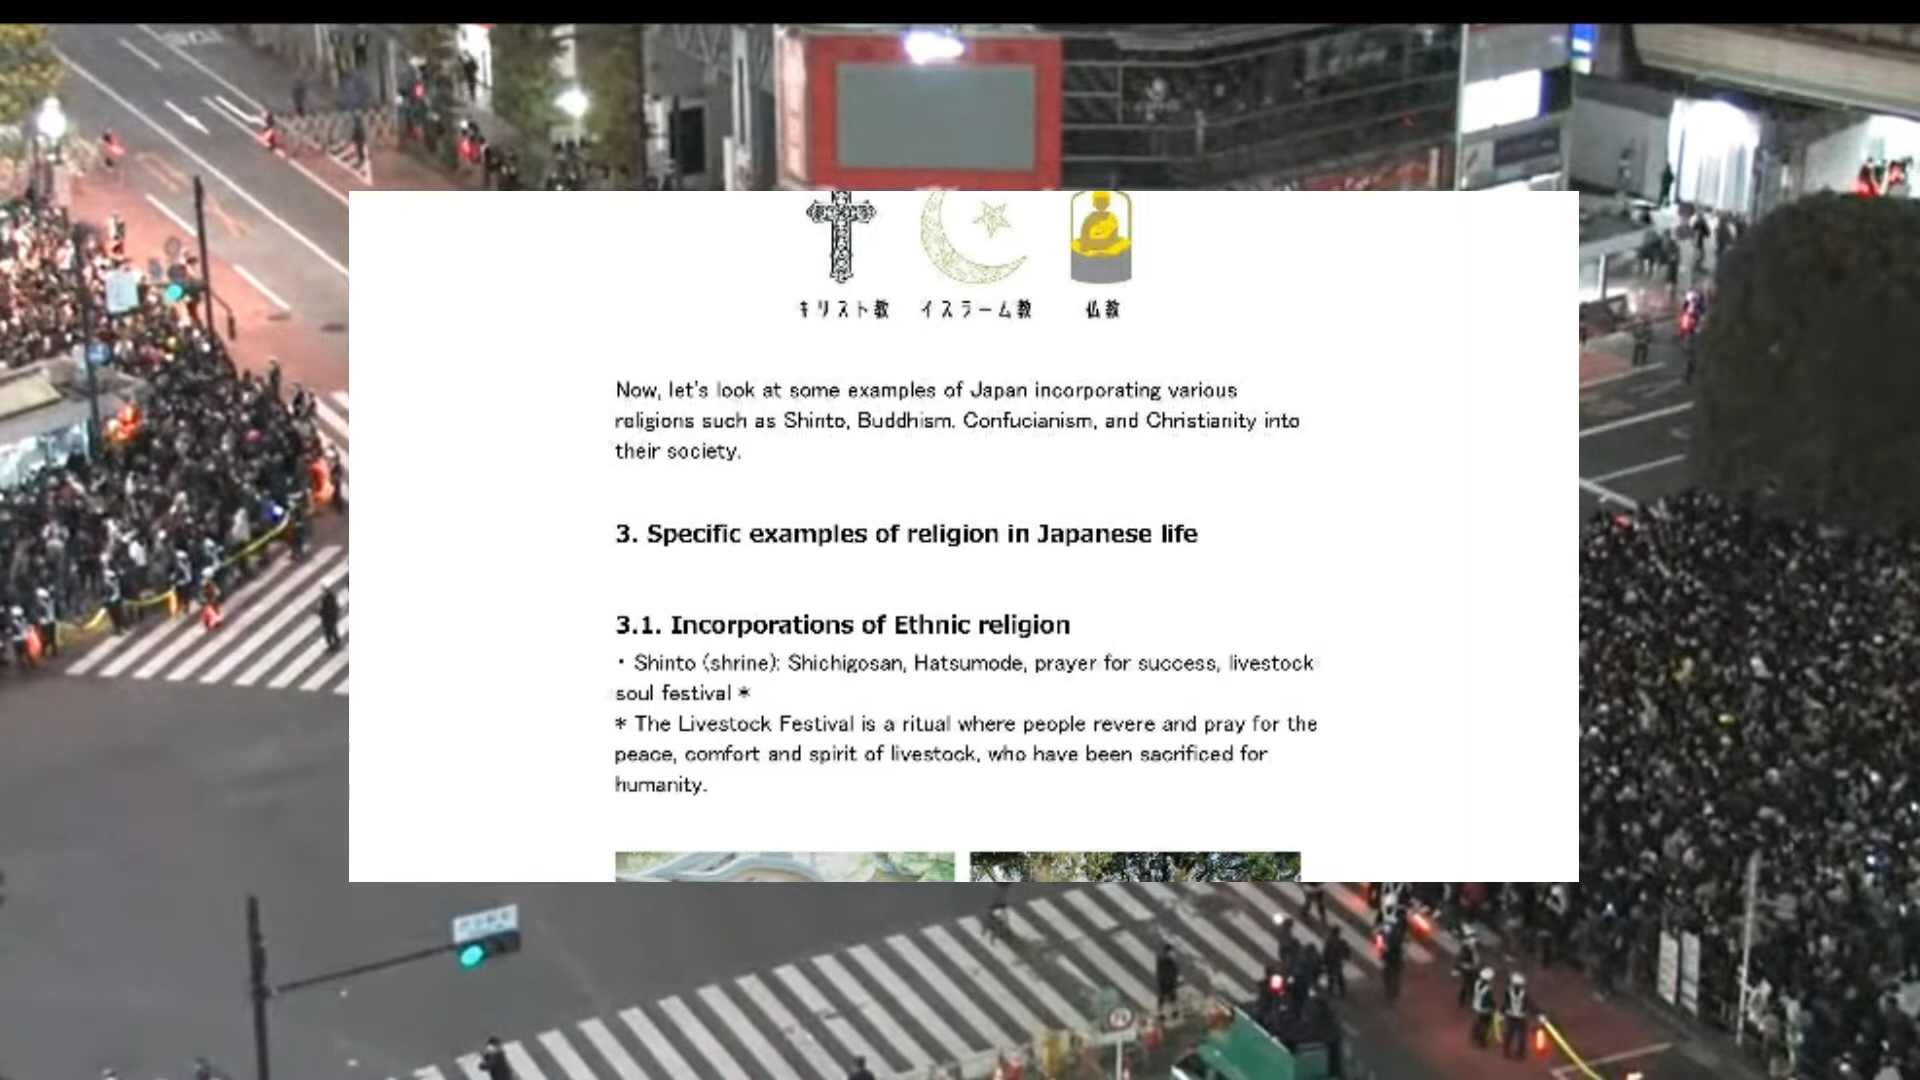 キリスト教 イスラーム教 仏教
Now, let's look at some examples of Japan incorporating various
religions such as Shinto, Buddhism, Confucianism, and Christianity into
their society.
3. Specific examples of religion in Japanese life
3.1. Incorporations of Ethnic religion
・Shinto (shrine): Shichigosan, Hatsumode, prayer for success, livestock
soul festival *
* The Livestock Festival is a ritual where people revere and pray for the
peace, comfort and spirit of livestock, who have been sacrificed for
humanity.